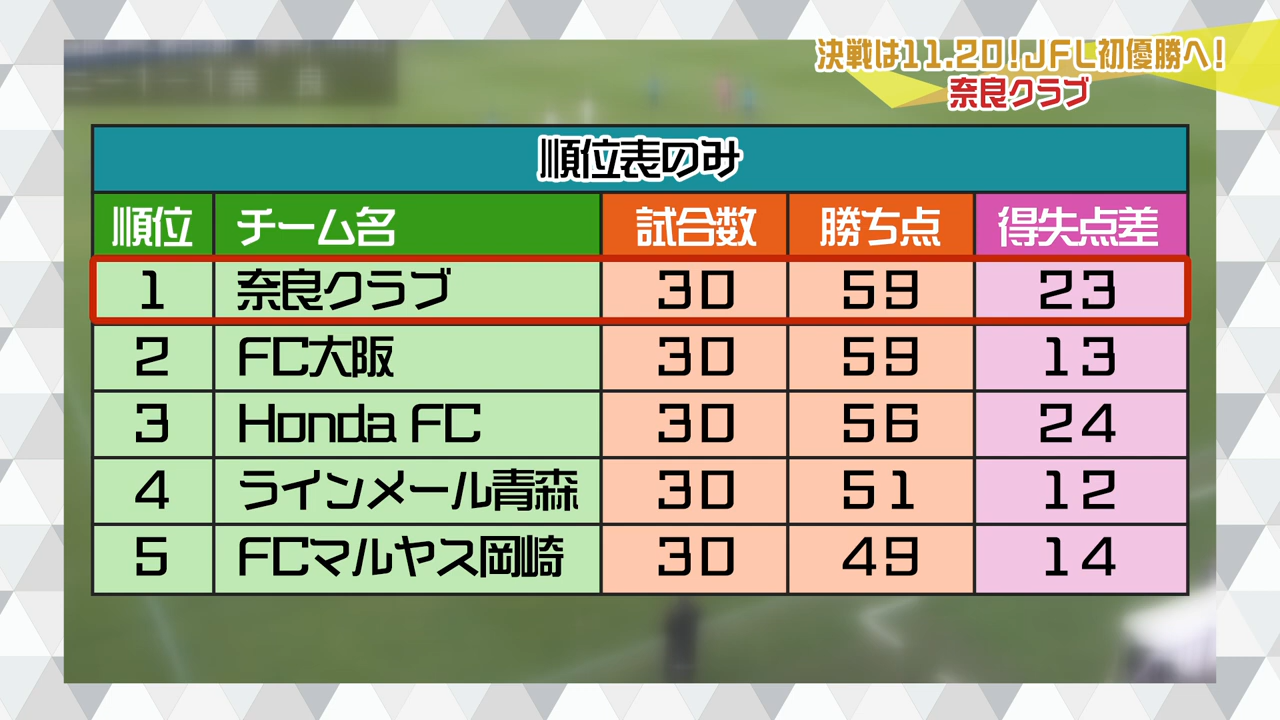 決戦は11.20!JFL初優勝へ!
奈良クラブ
順位表のみ
順位 チーム名 試合数 勝ち点 得失点差
1 奈良クラブ 30 59 23
2 FC大阪 30 59 13
3 Honda FC 30 56 24
4 ラインメール青森 30 51 12
5 FCマルヤス岡崎 30 49 14